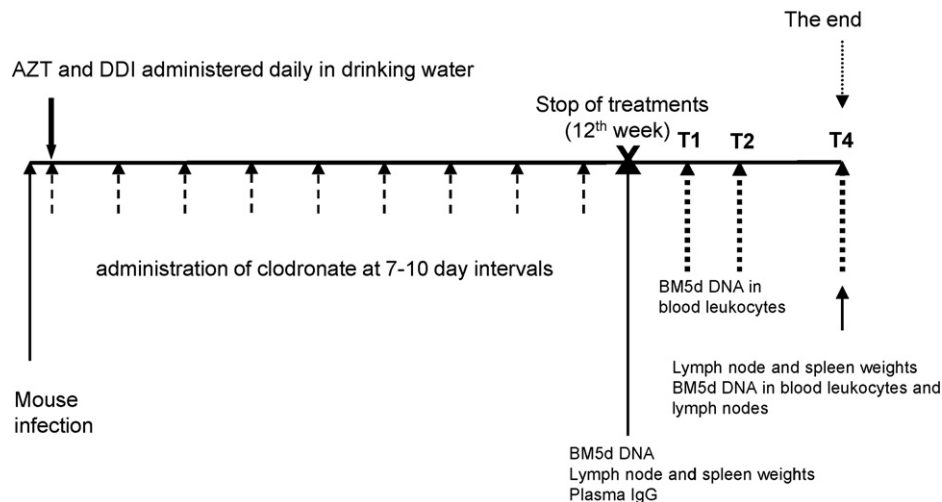 The end
AZT and DDI administered daily in drinking water
Stop of treatments
(12th week)
T1
T2
T4
administration of clodronate at 7-10 day intervals
BM5d DNA in
blood leukocytes
Mouse
infection
Lymph node and spleen weights
BM5d DNA in blood leukocytes and
lymph nodes
BM5d DNA
Lymph node and spleen weights
Plasma IgG